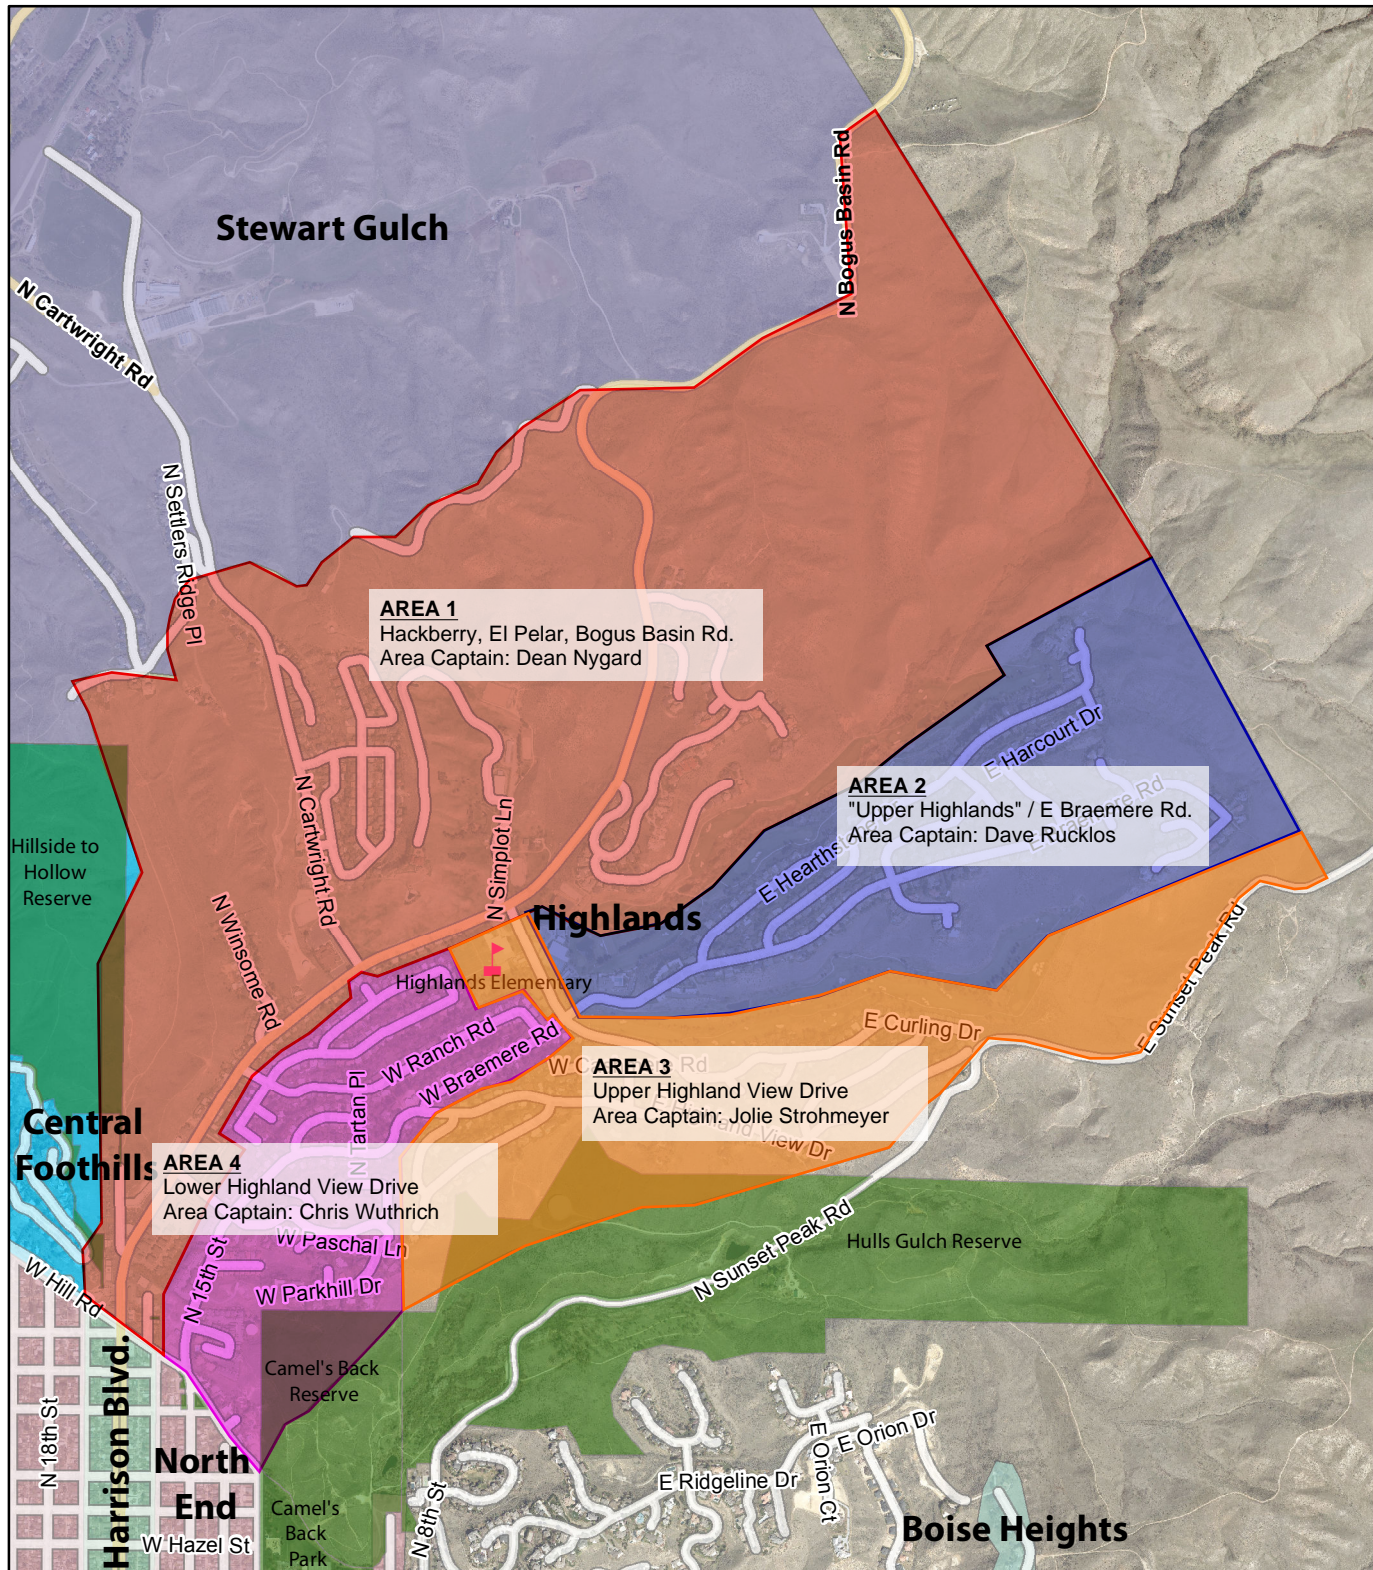 Stewart Gulch
N Bogus Basin Rd
N Cartwright Rd
N Settlers Ridge Pl
AREA 1
Hackberry, El Pelar, Bogus Basin Rd.
Area Captain: Dean Nygard
E Harcourt Dr
AREA 2
"Upper Highlands" / E Braemere Rd.
Area Captain: Dave Rucklos
N Cartwright Rd
N Simplot Ln
Hillside to
Hollow
Reserve
N Winsome Rd
Highlands
Highlands Elementary
E Sunset Peak Rd
E Curling Dr
W Ranch Rd
W Braemere Rd
N Tartan Pl
AREA 3
Upper Highland View Drive
Area Captain: Jolie Strohmeyer
Central
Foothills
AREA 4
Lower Highland View Drive
Area Captain: Chris Wuthrich
W Paschal Ln
N 15th St
W Parkhill Dr
W Hill Rd
N Sunset Peak Rd
Hulls Gulch Reserve
Camel's Back
Reserve
N 18th St
Harrison Blvd.
North
End
W Hazel St
Camel's
Back
Park
N 8th St
E Ridgeline Dr
E Orion Ct
E Orion Dr
Boise Heights